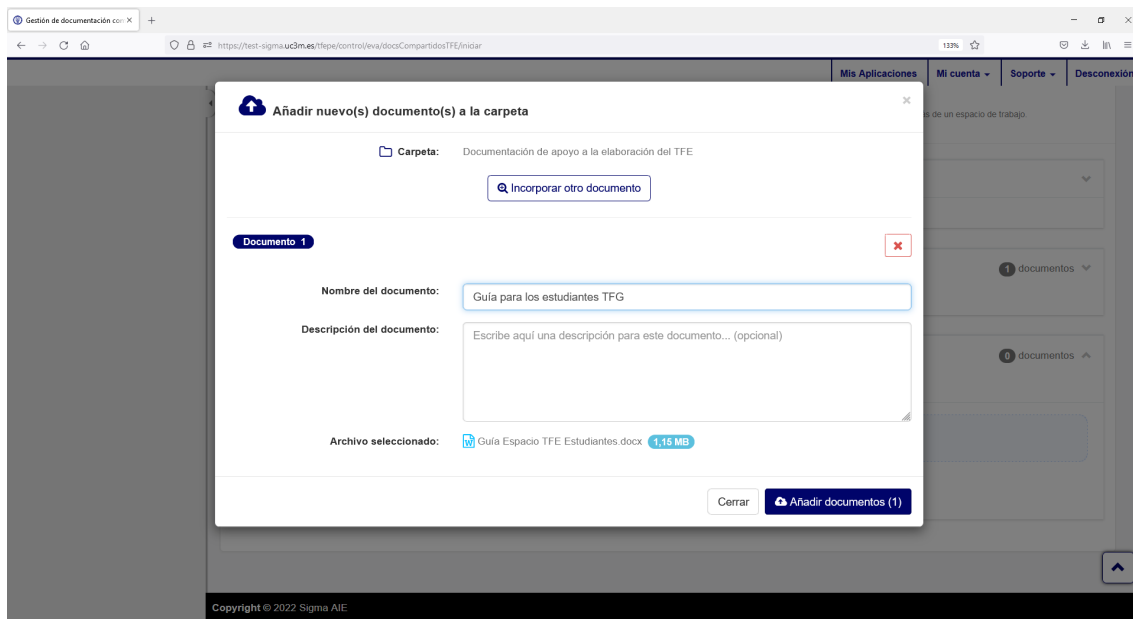 Gestión de documentación con
https://test-sigma.uc3m.es/tfepe/control/eva/docsCompartidosTFE/iniciar
133%
Mis Aplicaciones
Mi cuenta
Soporte
Desconexión
Añadir nuevo(s) documento(s) a la carpeta
s de un espacio de trabajo.
Carpeta:
Documentación de apoyo a la elaboración del TFE
Incorporar otro documento
Documento 1
1 documentos
Nombre del documento:
Guía para los estudiantes TFG
Descripción del documento:
Escribe aquí una descripción para este documento... (opcional)
0 documentos
Archivo seleccionado:
Guía Espacio TFE Estudiantes.docx 1,15 MB
Cerrar
Añadir documentos (1)
Copyright © 2022 Sigma AIE